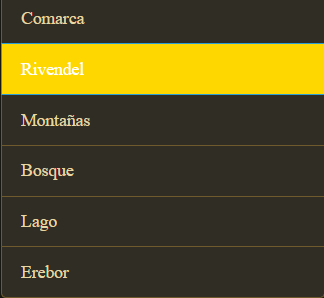 Comarca
Rivendel
Montañas
Bosque
Lago
Erebor